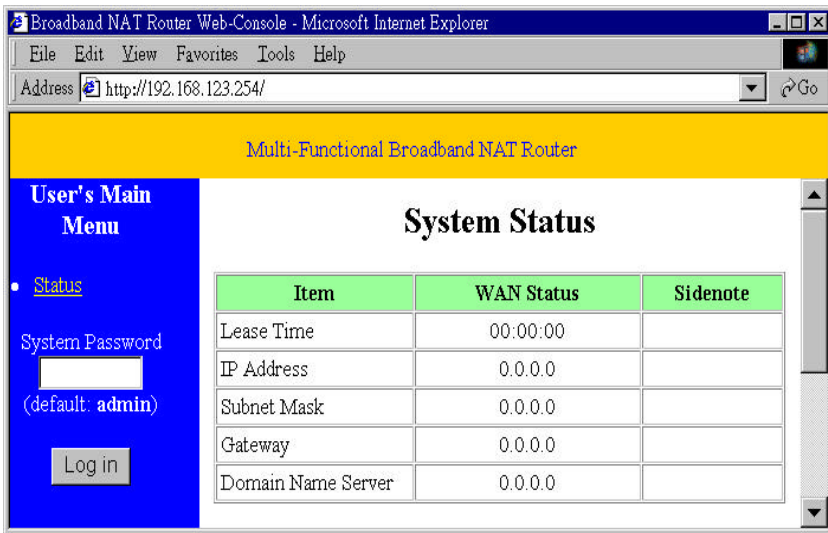 Broadband NAT Router Web-Console - Microsoft Internet Explorer
File Edit View Favorites Tools Help
Address http://192.168.123.254/ Go
Multi-Functional Broadband NAT Router
User's Main
Menu
Status
System Password
(default: admin)
Log in
System Status
Item WAN Status Sidenote
Lease Time 00:00:00
IP Address 0.0.0.0
Subnet Mask 0.0.0.0
Gateway 0.0.0.0
Domain Name Server 0.0.0.0